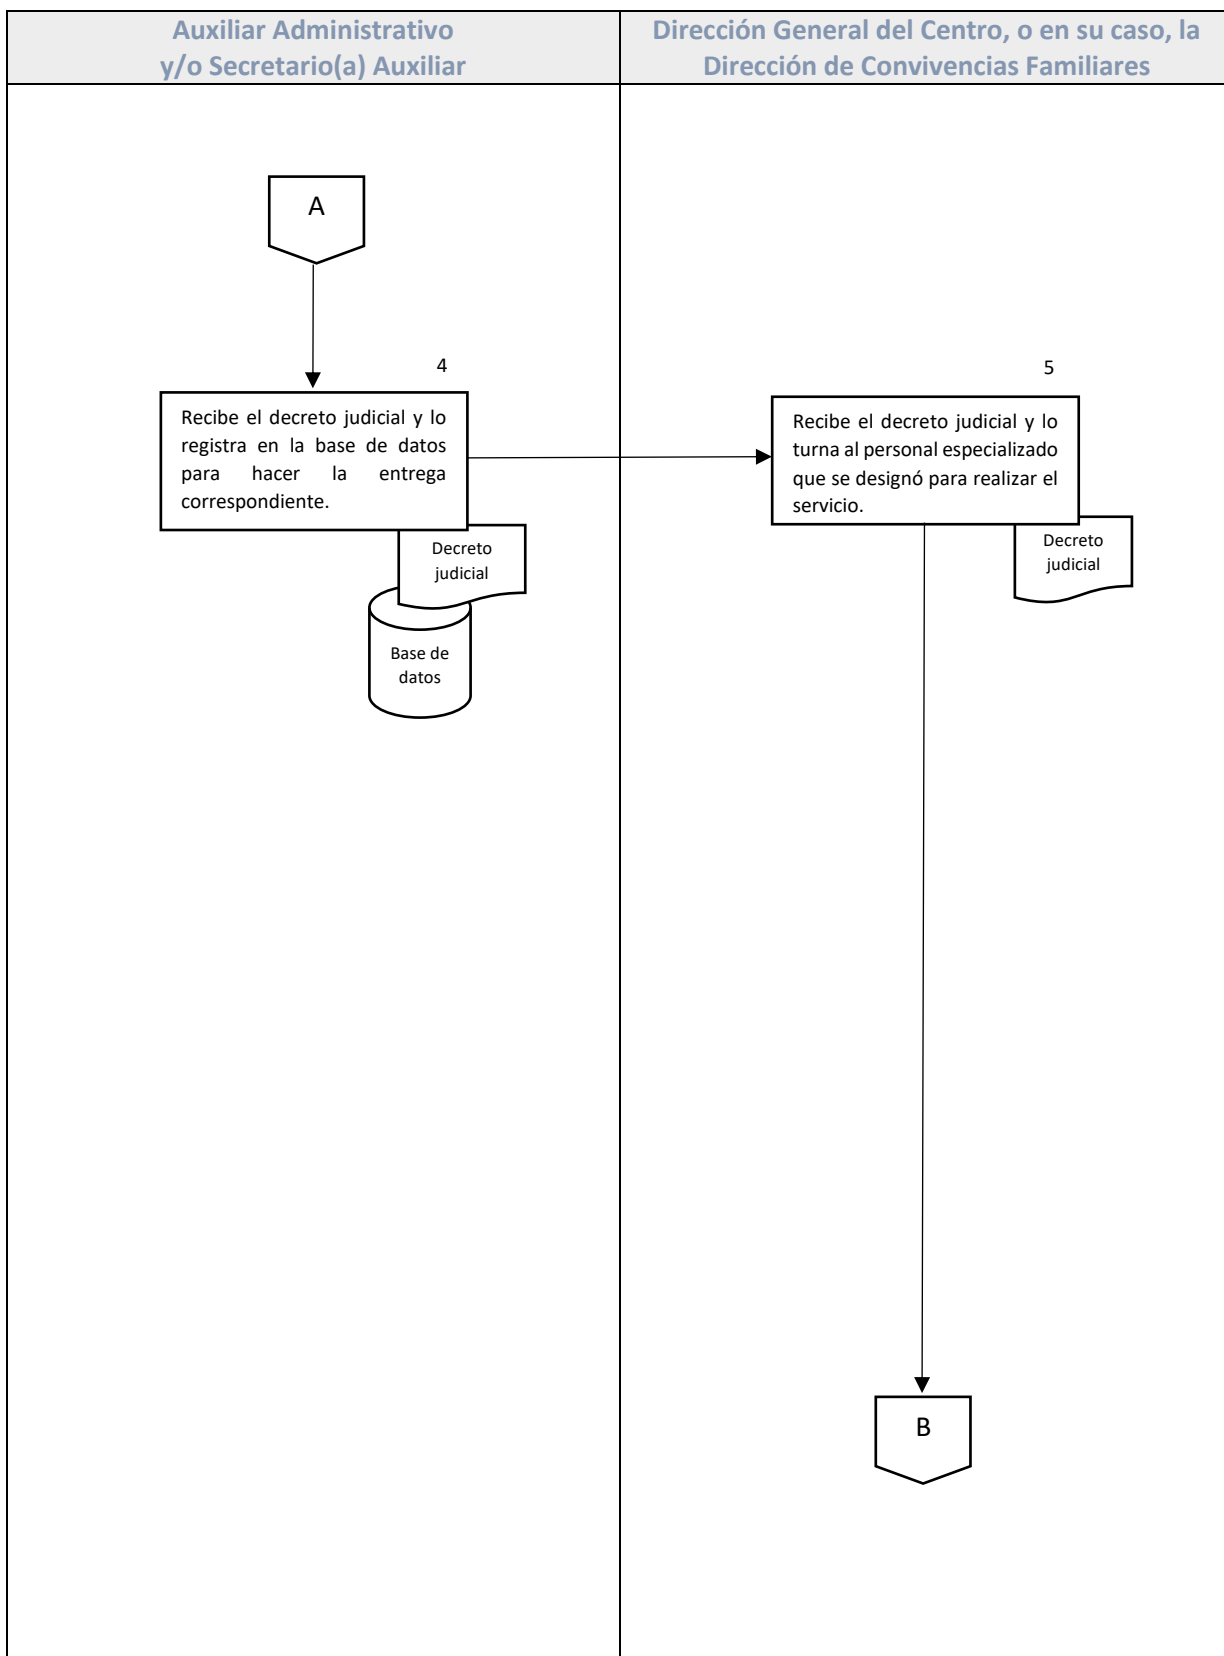 Auxiliar Administrativo
y/o Secretario(a) Auxiliar
Dirección General del Centro, o en su caso, la
Dirección de Convivencias Familiares
A
4
Recibe el decreto judicial y lo
registra en la base de datos
para hacer la entrega
correspondiente.
Decreto
judicial
Base de
datos
5
Recibe el decreto judicial y lo
turna al personal especializado
que se designó para realizar el
servicio.
Decreto
judicial
B